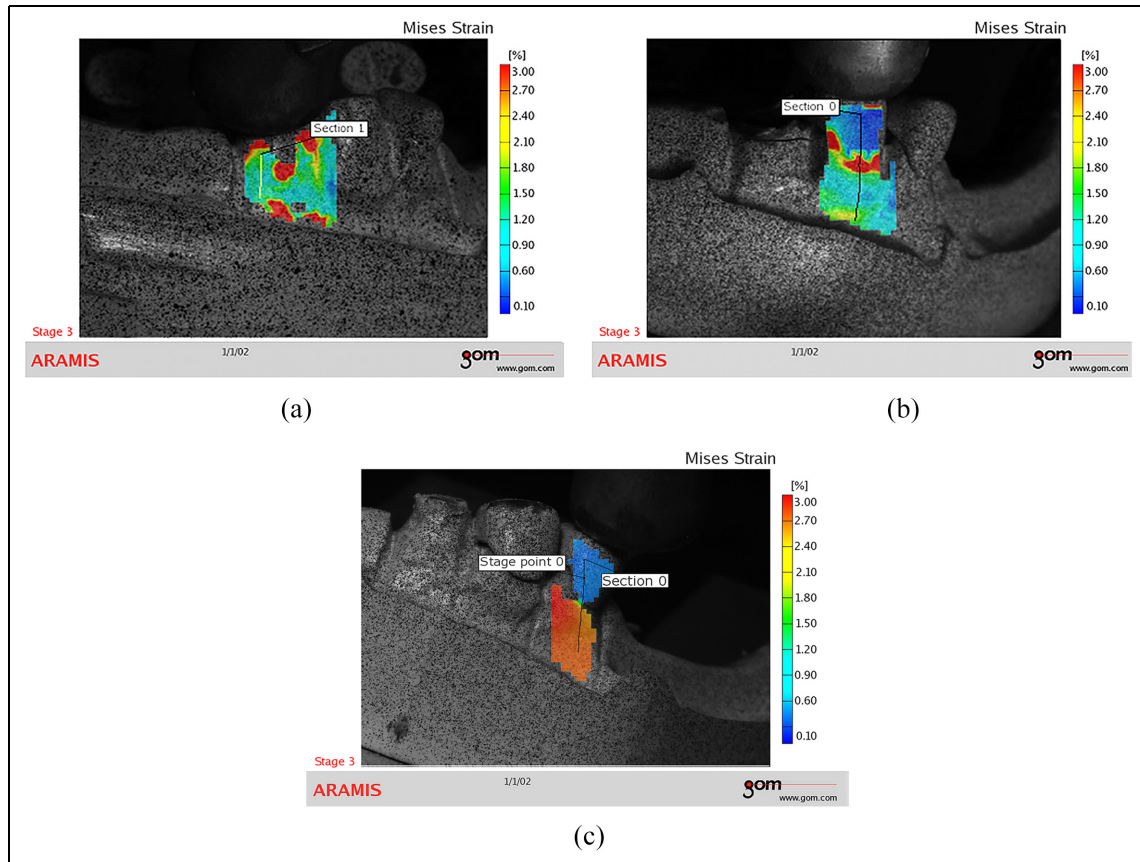 Mises Strain
[%]
3.00
2.70
2.40
2.10
1.80
1.50
1.20
0.90
0.60
0.10
Section 1
Stage 3
1/1/02
ARAMIS
gom
www.gom.com
(a)
Mises Strain
[%]
3.00
2.70
2.40
2.10
1.80
1.50
1.20
0.90
0.60
0.10
Section 0
Stage 3
1/1/02
ARAMIS
gom
www.gom.com
(b)
Mises Strain
[%]
3.00
2.70
2.40
2.10
1.80
1.50
1.20
0.90
0.60
0.10
Stage point 0
Section 0
Stage 3
1/1/02
ARAMIS
gom
www.gom.com
(c)